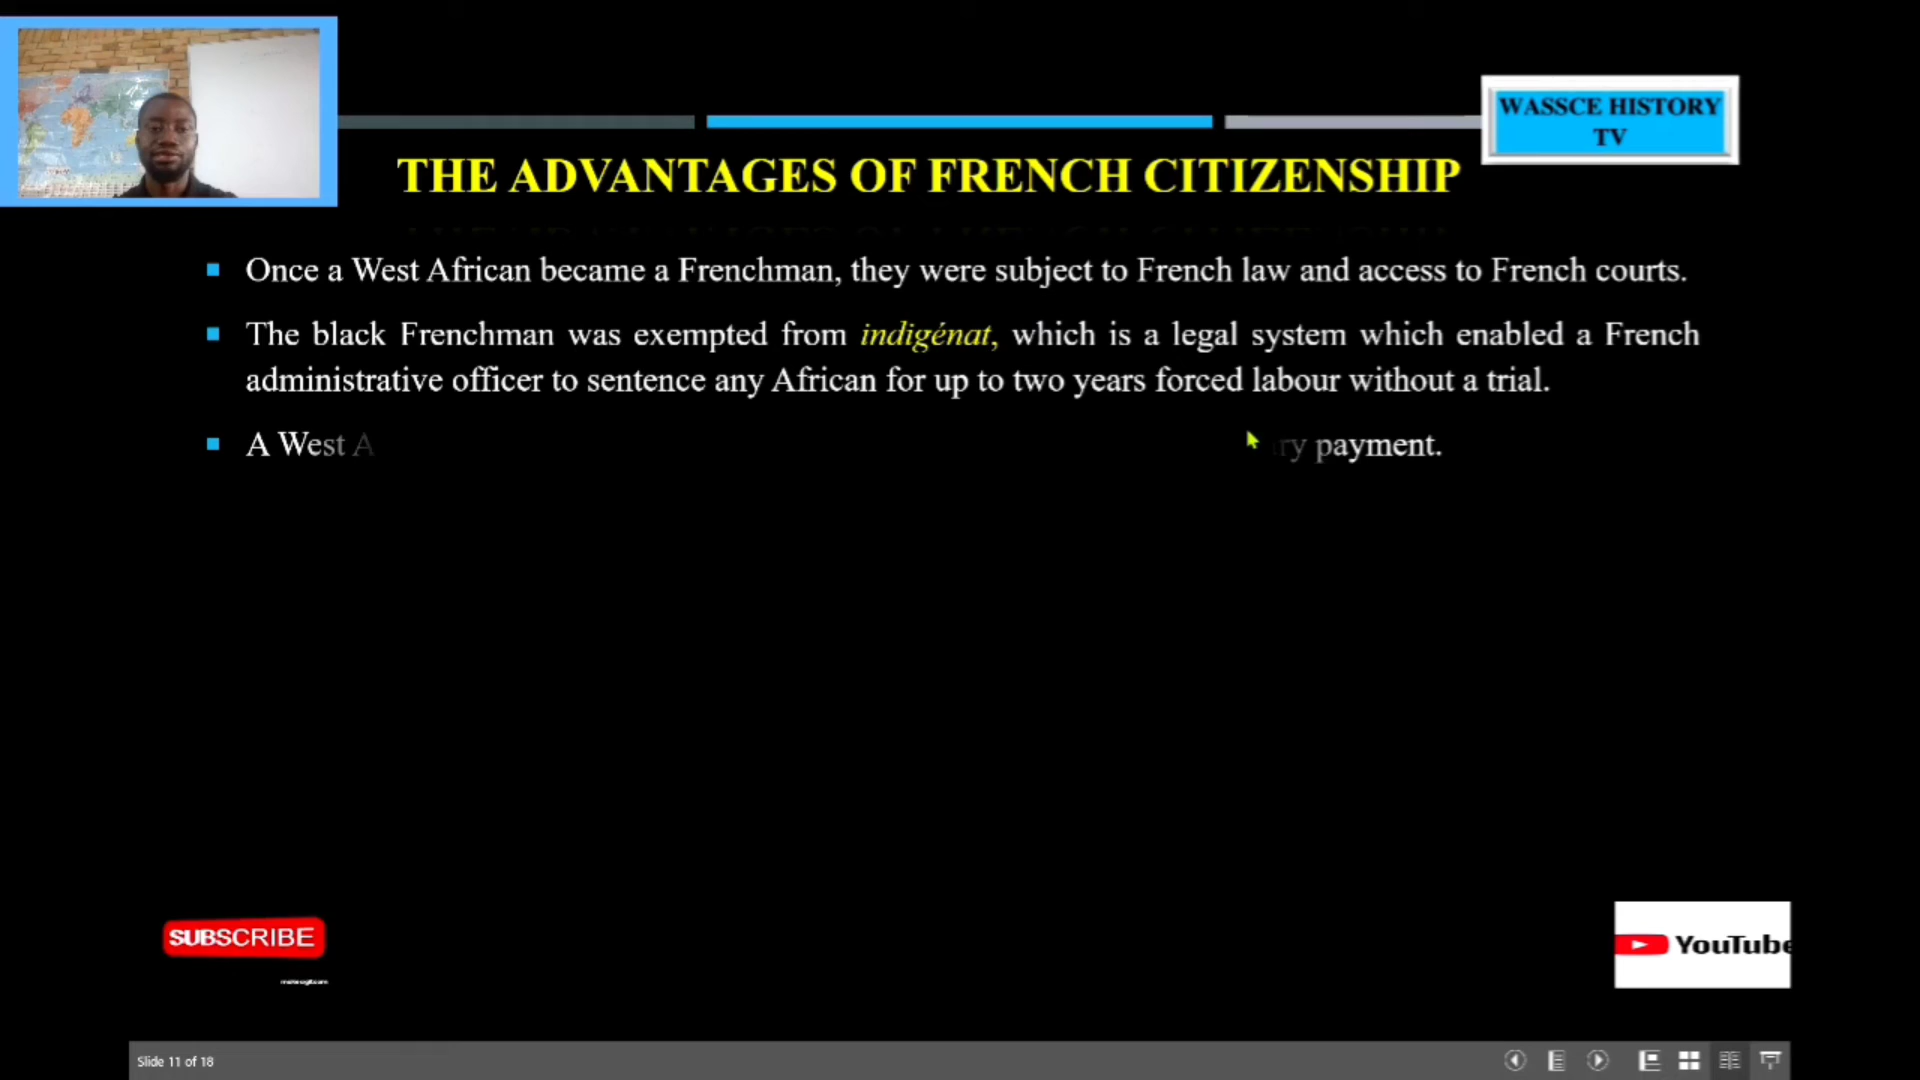 WASSCE HISTORY
TV
THE ADVANTAGES OF FRENCH CITIZENSHIP
Once a West African became a Frenchman, they were subject to French law and access to French courts.
The black Frenchman was exempted from indigénat, which is a legal system which enabled a French
administrative officer to sentence any African for up to two years forced labour without a trial.
A West A ry payment.
SUBSCRIBE
YouTube
Slide 11 of 18